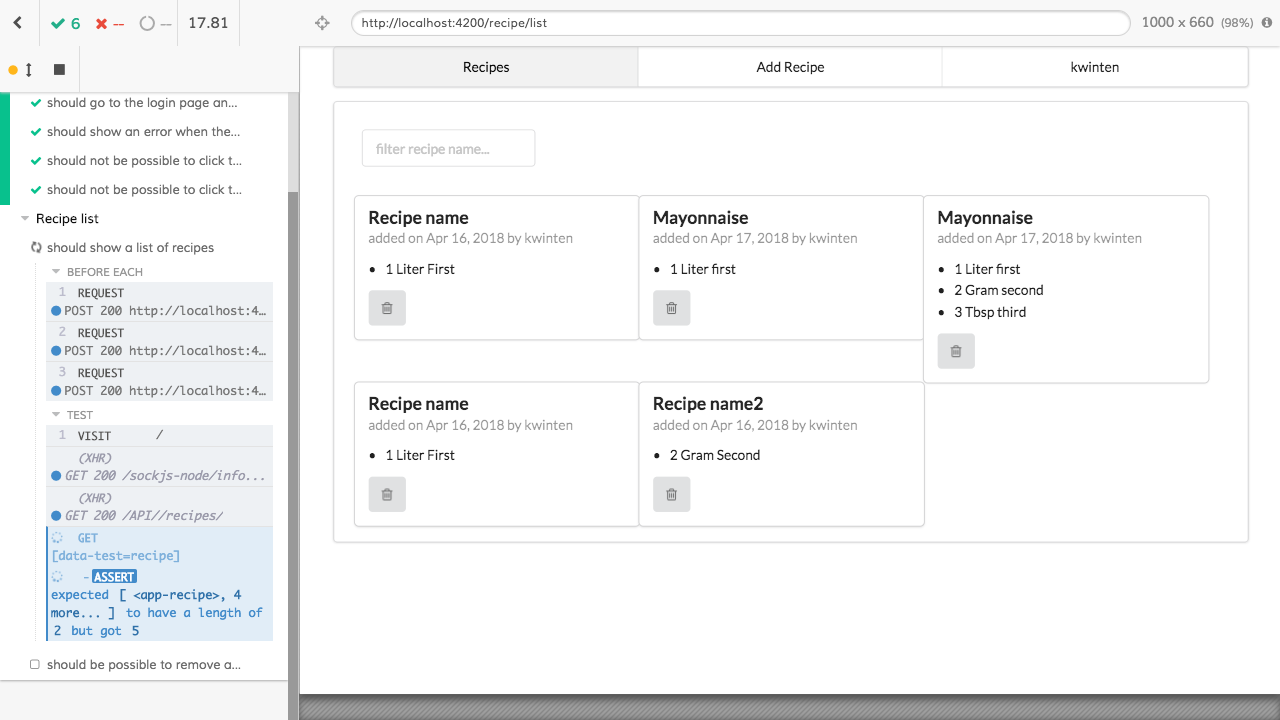 6 -- -- 17.81
http://localhost:4200/recipe/list
1000 x 660 (98%)
should go to the login page an...
should show an error when the...
should not be possible to click t...
should not be possible to click t...
Recipe list
should show a list of recipes
BEFORE EACH
1 REQUEST
POST 200 http://localhost:4...
2 REQUEST
POST 200 http://localhost:4...
3 REQUEST
POST 200 http://localhost:4...
TEST
1 VISIT /
(XHR)
GET 200 /sockjs-node/info...
(XHR)
GET 200 /API//recipes/
GET
[data-test=recipe]
-ASSERT
expected [ <app-recipe>, 4
more... ] to have a length of
2 but got 5
should be possible to remove a...
Recipes Add Recipe kwinten
filter recipe name...
Recipe name
added on Apr 16, 2018 by kwinten
• 1 Liter First
Mayonnaise
added on Apr 17, 2018 by kwinten
• 1 Liter first
Mayonnaise
added on Apr 17, 2018 by kwinten
• 1 Liter first
• 2 Gram second
• 3 Tbsp third
Recipe name
added on Apr 16, 2018 by kwinten
• 1 Liter First
Recipe name2
added on Apr 16, 2018 by kwinten
• 2 Gram Second